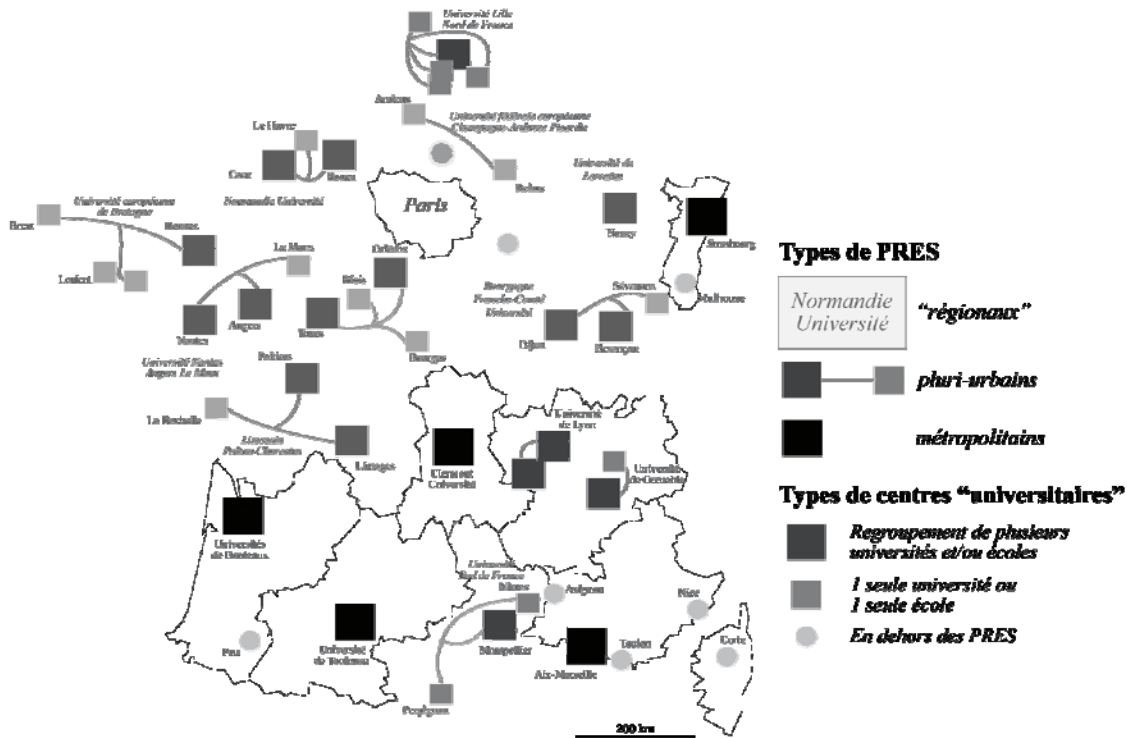 Université Lille
Nord de France
Amiens
Université fédérale européenne
Champagne-Ardenne Picardie
Le Havre
Caen
Rouen
Normandie Université
Reims
Université de
Lorraine
Paris
Nancy
Strasbourg
Mulhouse
Université européenne
de Bretagne
Brest
Rennes
Lorient
Le Mans
Orléans
Blois
Nantes
Angers
Tours
Bourges
Bourgogne
Franche-Comté
Université
Sévenans
Dijon
Besançon
Université Nantes
Angers Le Mans
Poitiers
La Rochelle
Limousin
Poitou-Charentes
Limoges
Clermont
Université
Université
de Lyon
Université
de Grenoble
Universités
de Bordeaux
Université
Sud de France
Nîmes
Avignon
Nice
Pau
Université
de Toulouse
Montpellier
Perpignan
Aix-Marseille
Toulon
Corte
200 km
Types de PRES
Normandie
Université
“régionaux”
pluri-urbains
métropolitains
Types de centres “universitaires”
Regroupement de plusieurs
universités et/ou écoles
1 seule université ou
1 seule école
En dehors des PRES